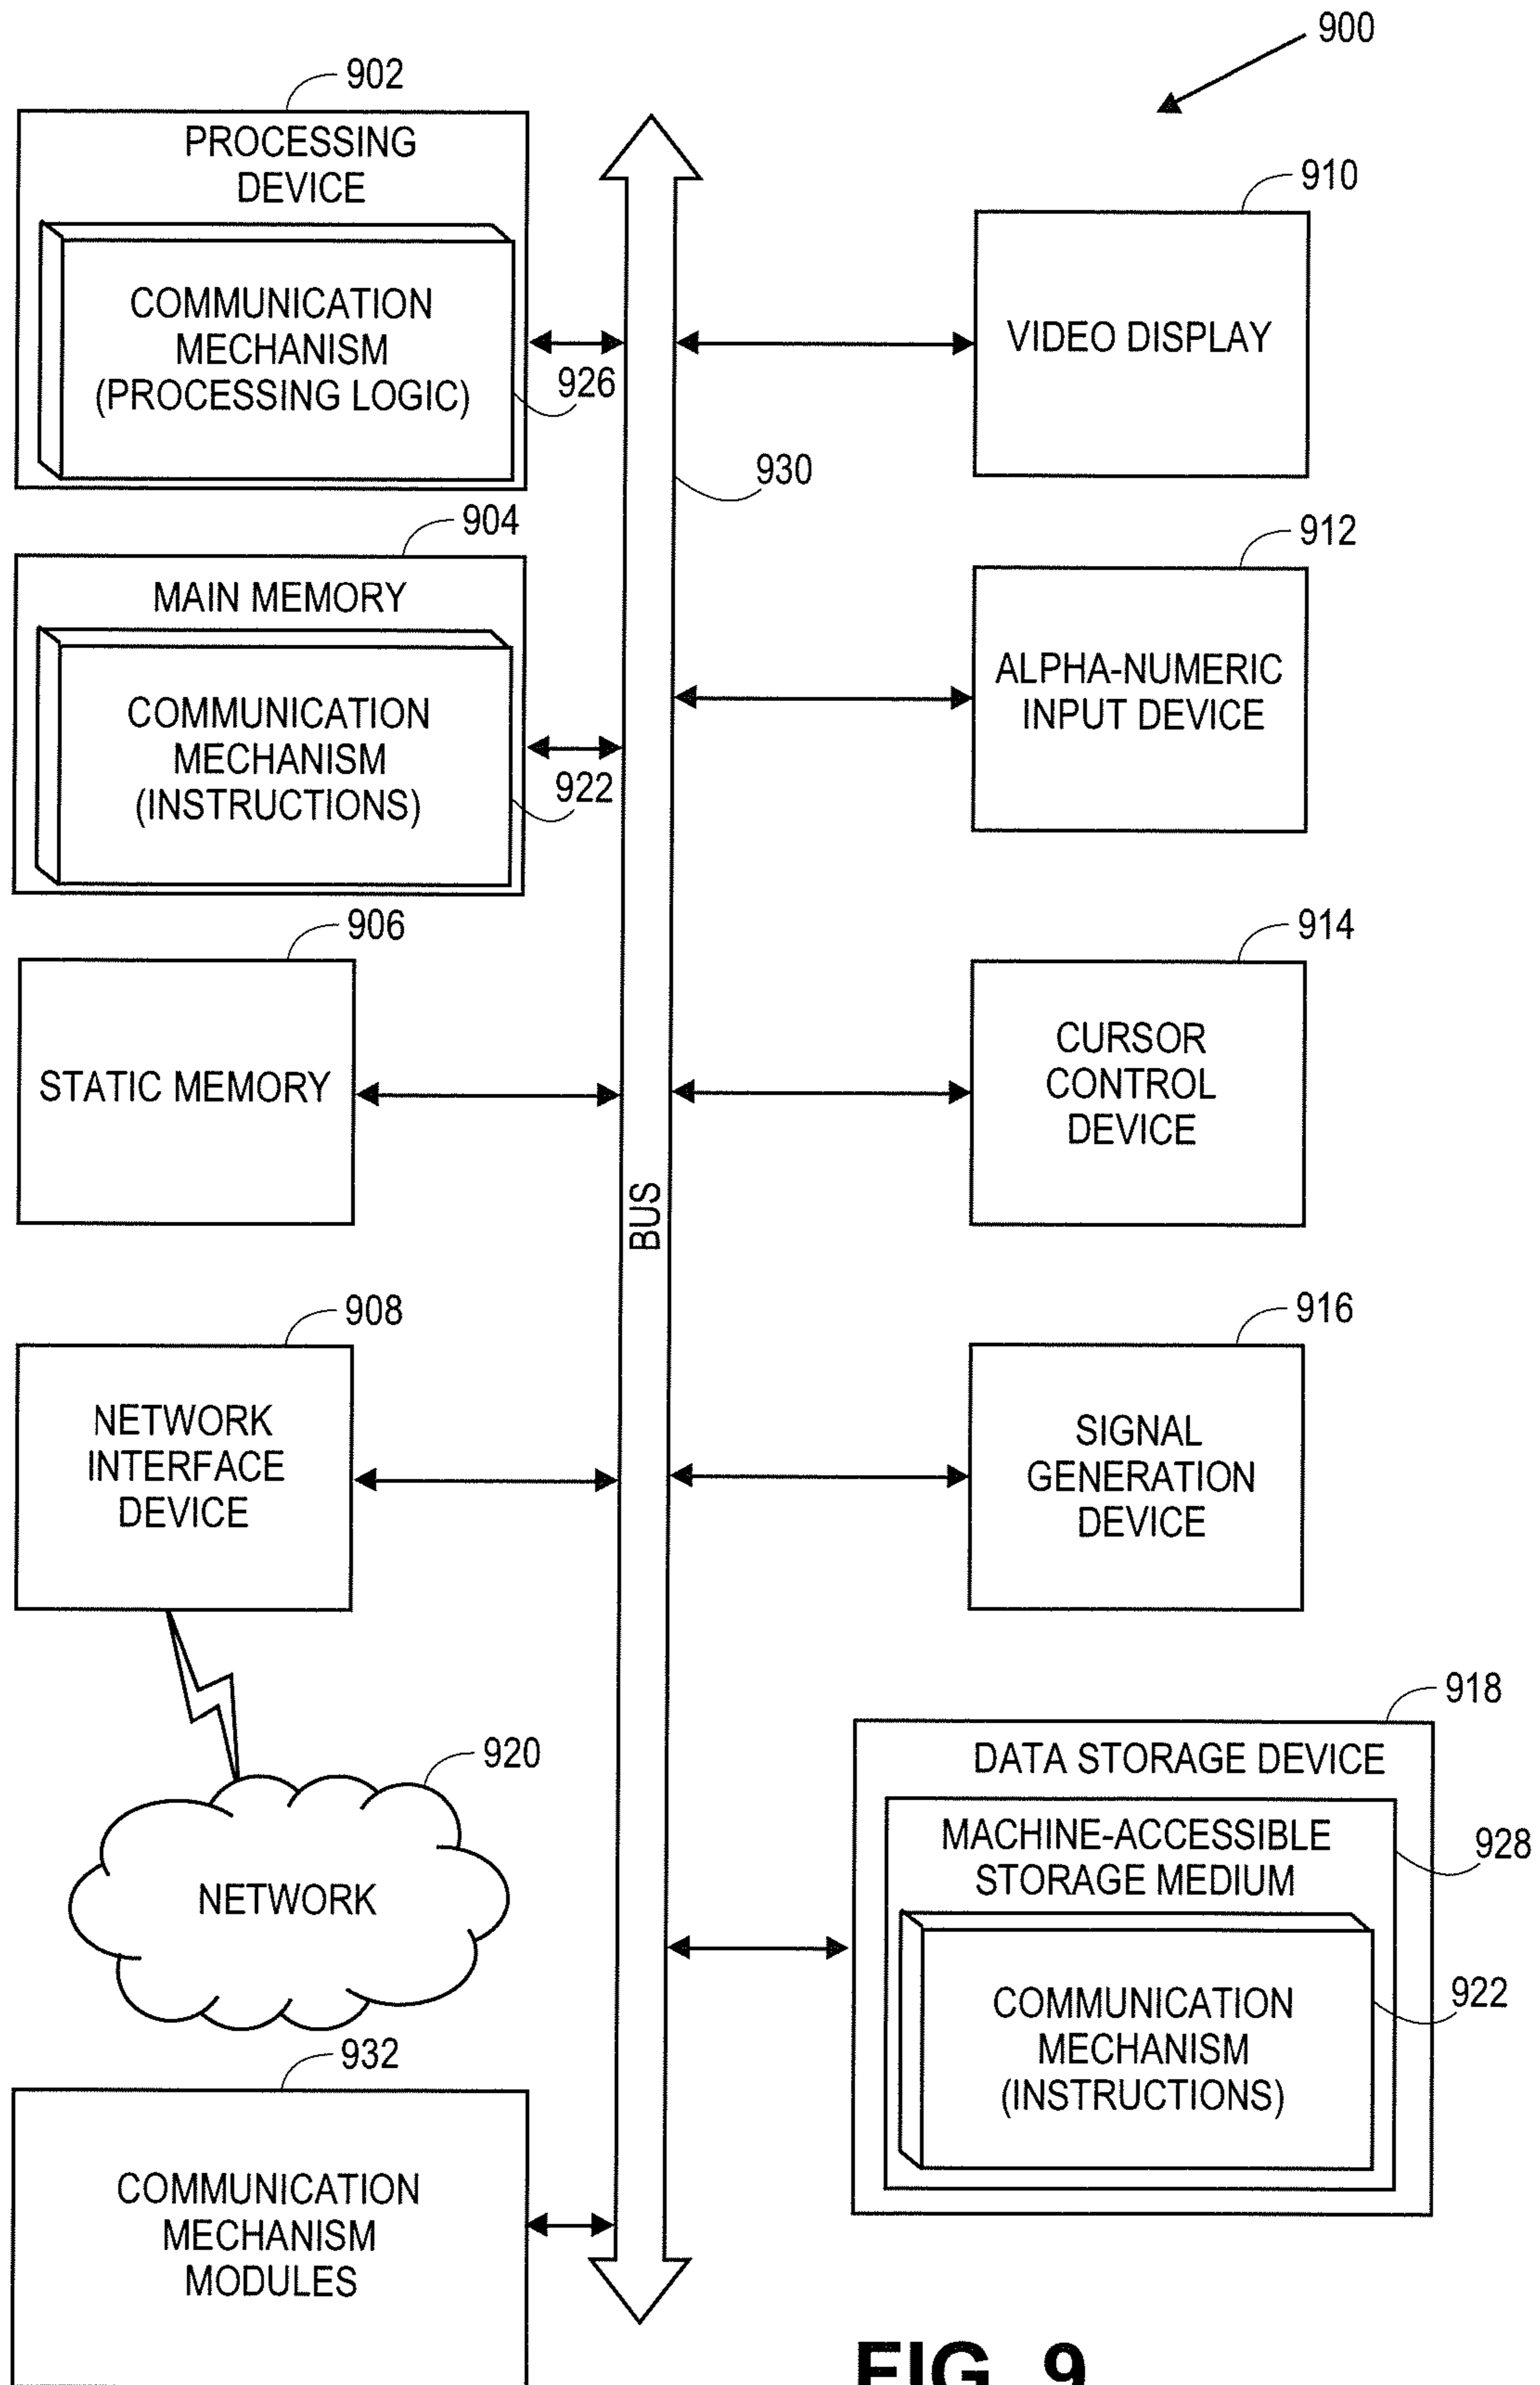 900
902
PROCESSING
DEVICE
COMMUNICATION
MECHANISM
(PROCESSING LOGIC)
926
910
VIDEO DISPLAY
930
904
MAIN MEMORY
COMMUNICATION
MECHANISM
(INSTRUCTIONS)
922
912
ALPHA-NUMERIC
INPUT DEVICE
906
STATIC MEMORY
914
CURSOR
CONTROL
DEVICE
BUS
908
NETWORK
INTERFACE
DEVICE
916
SIGNAL
GENERATION
DEVICE
920
NETWORK
918
DATA STORAGE DEVICE
MACHINE-ACCESSIBLE
STORAGE MEDIUM
928
COMMUNICATION
MECHANISM
(INSTRUCTIONS)
922
932
COMMUNICATION
MECHANISM
MODULES
FIG. 9